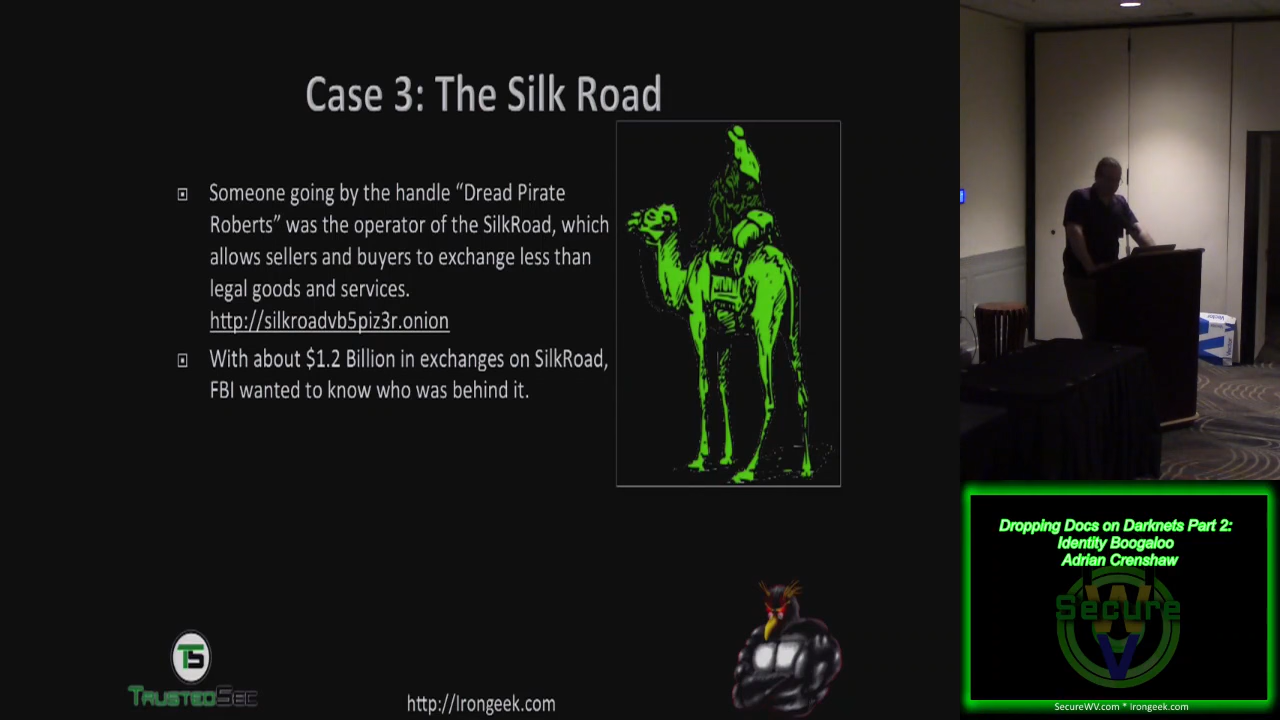 Case 3: The Silk Road
Someone going by the handle “Dread Pirate
Roberts” was the operator of the SilkRoad, which
allows sellers and buyers to exchange less than
legal goods and services.
http://silkroadvb5piz3r.onion
With about $1.2 Billion in exchanges on SilkRoad,
FBI wanted to know who was behind it.
TS
TRUSTEDSEC
http://Irongeek.com
Dropping Docs on Darknets Part 2:
Identity Boogaloo
Adrian Crenshaw
Secure
WV
SecureWV.com * Irongeek.com